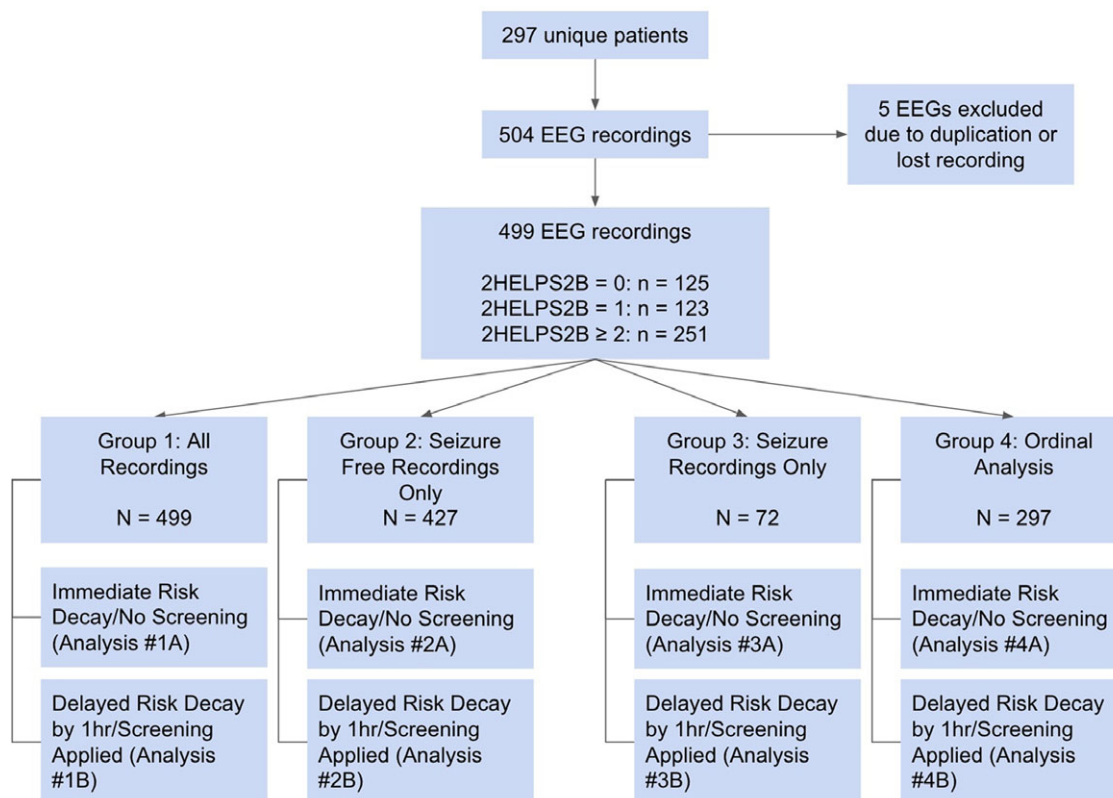 297 unique patients
504 EEG recordings
5 EEGs excluded
due to duplication or
lost recording
499 EEG recordings
2HELPS2B = 0: n = 125
2HELPS2B = 1: n = 123
2HELPS2B ≥ 2: n = 251
Group 1: All
Recordings
N = 499
Immediate Risk
Decay/No Screening
(Analysis #1A)
Delayed Risk Decay
by 1hr/Screening
Applied (Analysis
#1B)
Group 2: Seizure
Free Recordings
Only
N = 427
Immediate Risk
Decay/No Screening
(Analysis #2A)
Delayed Risk Decay
by 1hr/Screening
Applied (Analysis
#2B)
Group 3: Seizure
Recordings Only
N = 72
Immediate Risk
Decay/No Screening
(Analysis #3A)
Delayed Risk Decay
by 1hr/Screening
Applied (Analysis
#3B)
Group 4: Ordinal
Analysis
N = 297
Immediate Risk
Decay/No Screening
(Analysis #4A)
Delayed Risk Decay
by 1hr/Screening
Applied (Analysis
#4B)